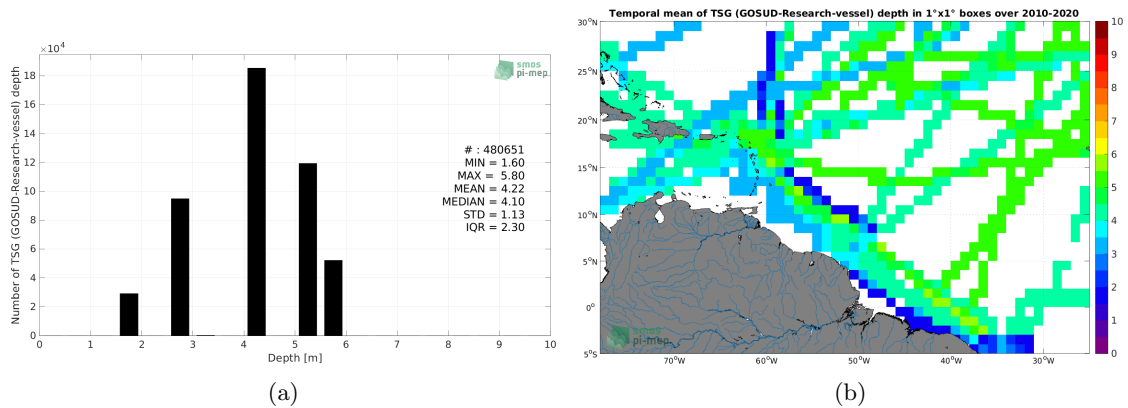 ×10⁴
18
16
14
12
10
8
6
4
2
0
Number of TSG (GOSUD-Research-vessel) depth
smos
pi-mep
# : 480651
MIN = 1.60
MAX = 5.80
MEAN = 4.22
MEDIAN = 4.10
STD = 1.13
IQR = 2.30
0 1 2 3 4 5 6 7 8 9 10
Depth [m]
(a)
Temporal mean of TSG (GOSUD-Research-vessel) depth in 1°x1° boxes over 2010-2020
30°N
25°N
20°N
15°N
10°N
5°N
0°
5°S
70°W 60°W 50°W 40°W 30°W
smos
pi-mep
10
9
8
7
6
5
4
3
2
1
0
(b)